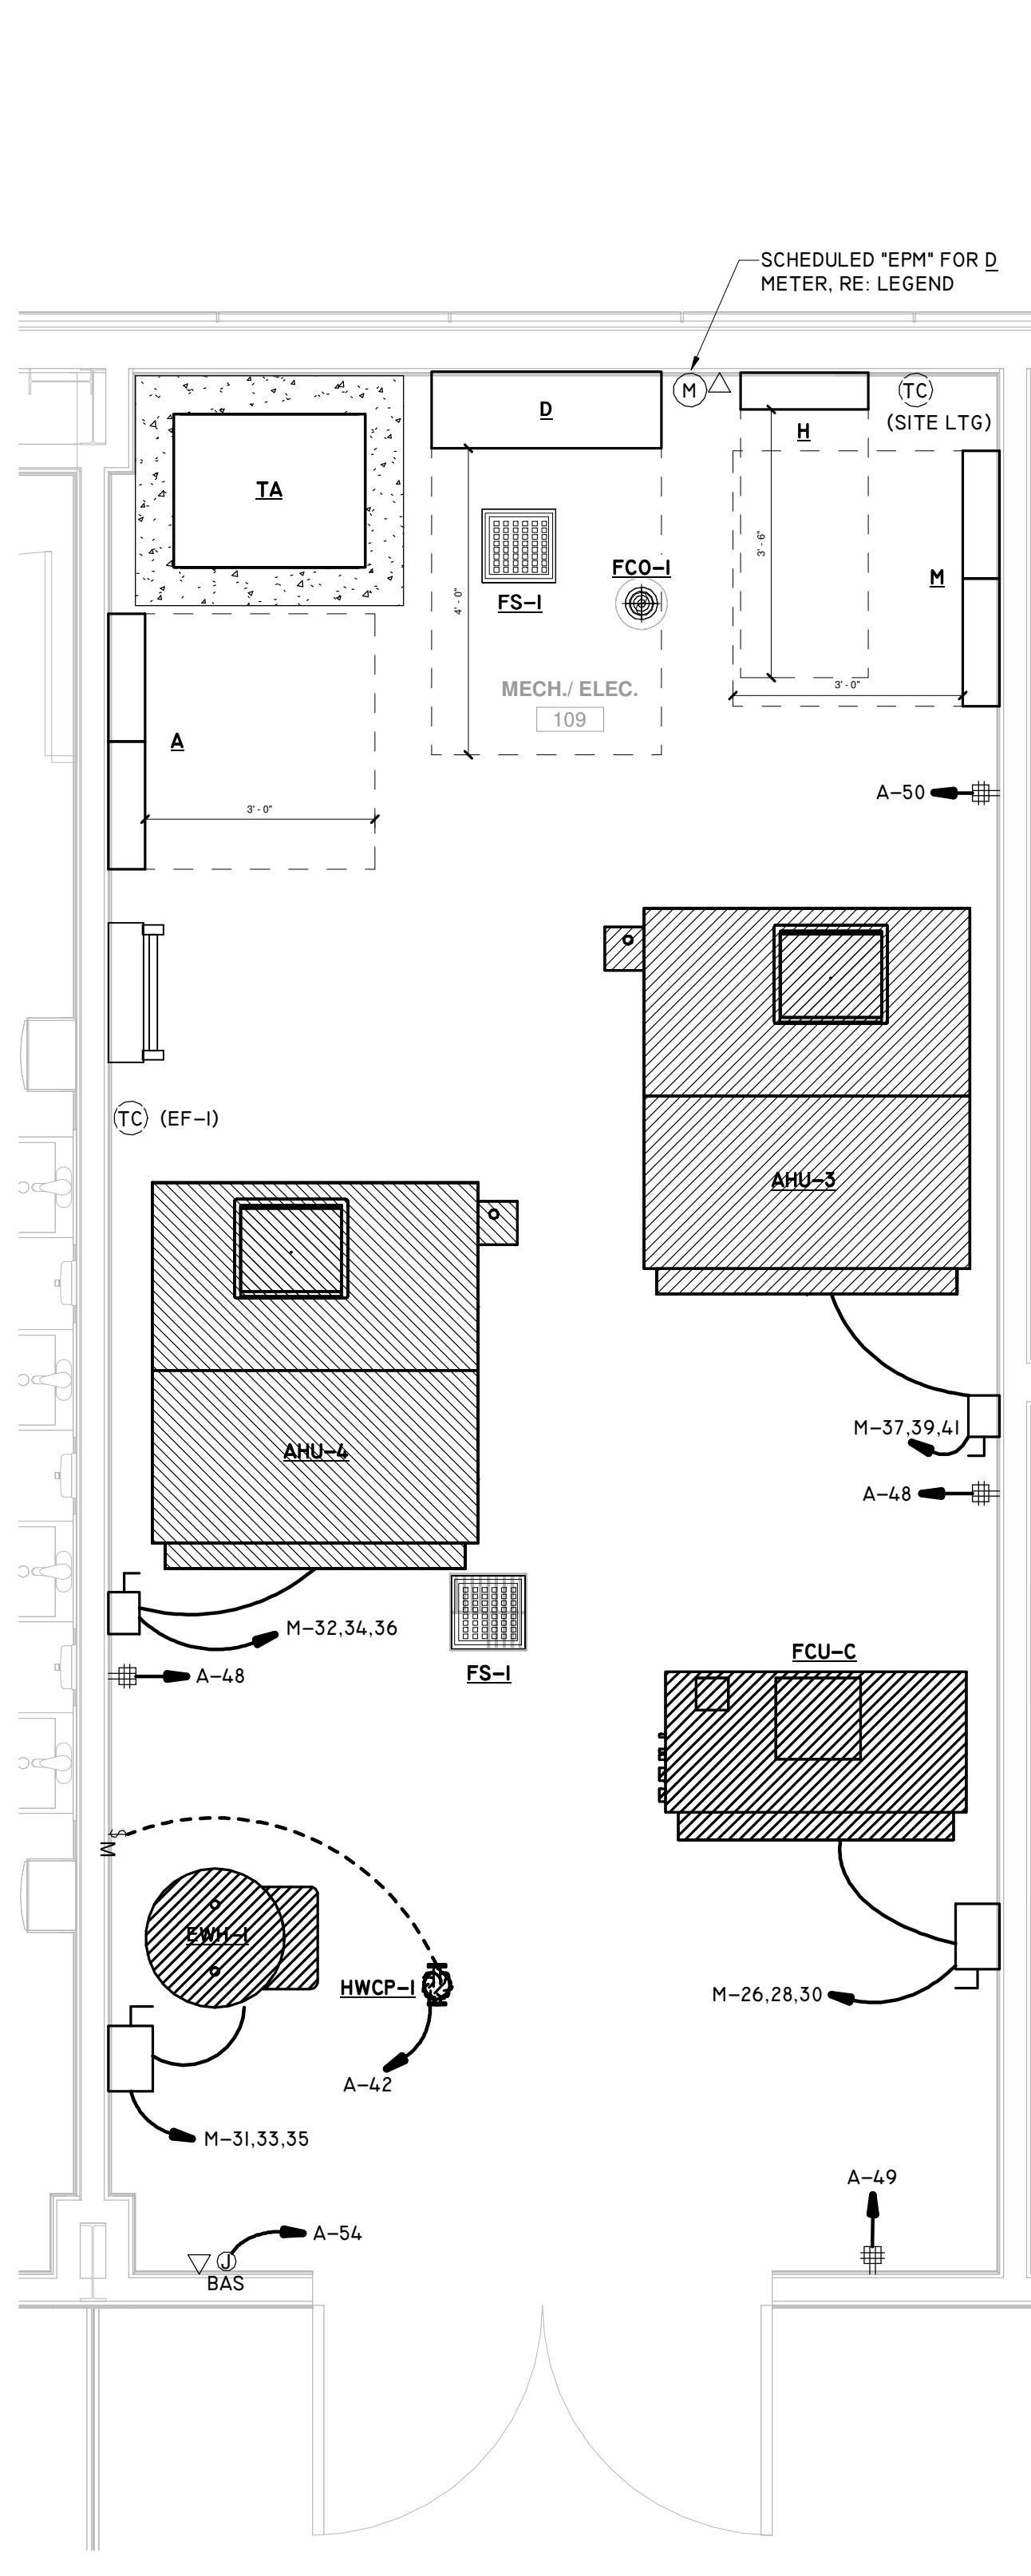 SCHEDULED "EPM" FOR D
METER, RE: LEGEND
M
TC
(SITE LTG)
D
H
TA
3' - 6"
FCO-1
M
FS-1
4' - 0"
MECH./ ELEC.
109
3' - 0"
A
A-50
3' - 0"
TC (EF-1)
AHU-3
M-37,39,41
AHU-4
A-48
M-32,34,36
FCU-C
FS-1
A-48
$
M
EWH-1
HWCP-1
M-26,28,30
A-42
M-31,33,35
A-49
A-54
J
BAS